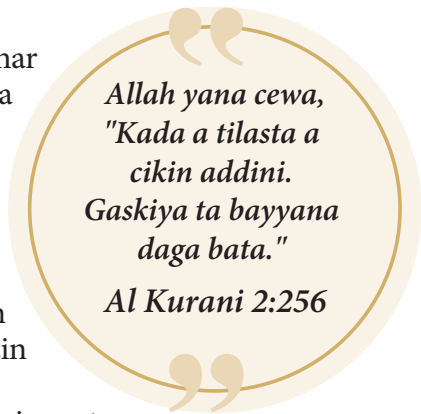 Allah yana cewa,
"Kada a tilasta a
cikin addini.
Gaskiya ta bayyana
daga bata."
Al Kurani 2:256